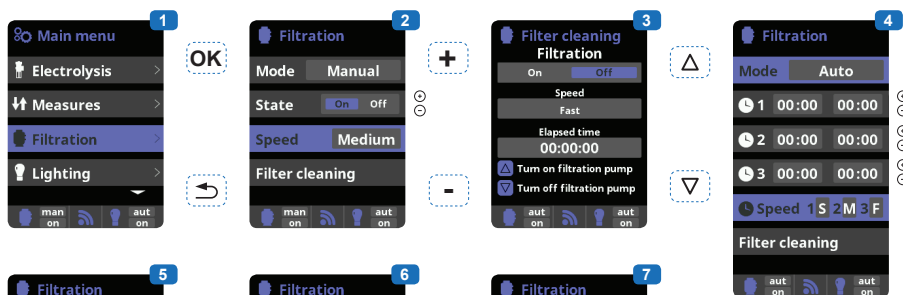 1
Main menu
Electrolysis
Measures
Filtration
Lighting
man
on
aut
on
OK
2
Filtration
Mode Manual
State On Off
Speed Medium
Filter cleaning
man
on
aut
on
+
-
3
Filter cleaning
Filtration
On Off
Speed
Fast
Elapsed time
00:00:00
Turn on filtration pump
Turn off filtration pump
aut
on
aut
on
4
Filtration
Mode Auto
1 00:00 00:00
2 00:00 00:00
3 00:00 00:00
Speed 1 S 2 M 3 F
Filter cleaning
aut
on
aut
on
5
Filtration
6
Filtration
7
Filtration